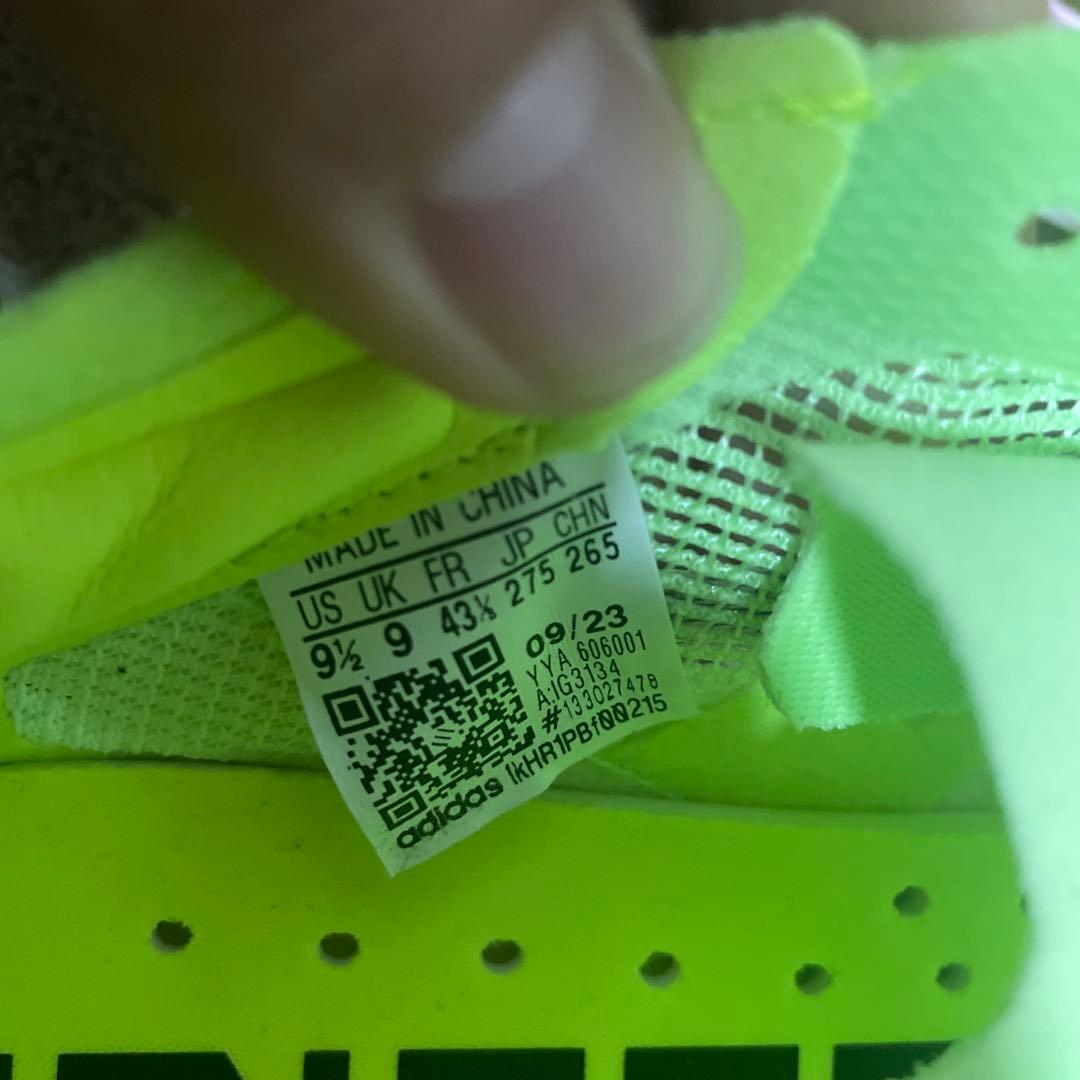 MADE IN CHINA
US UK FR JP CHN
9½ 9 43⅓ 275 265
09/23
YYA 606001
A:IG3134
#133027478
adidas lkHR1PBf00215